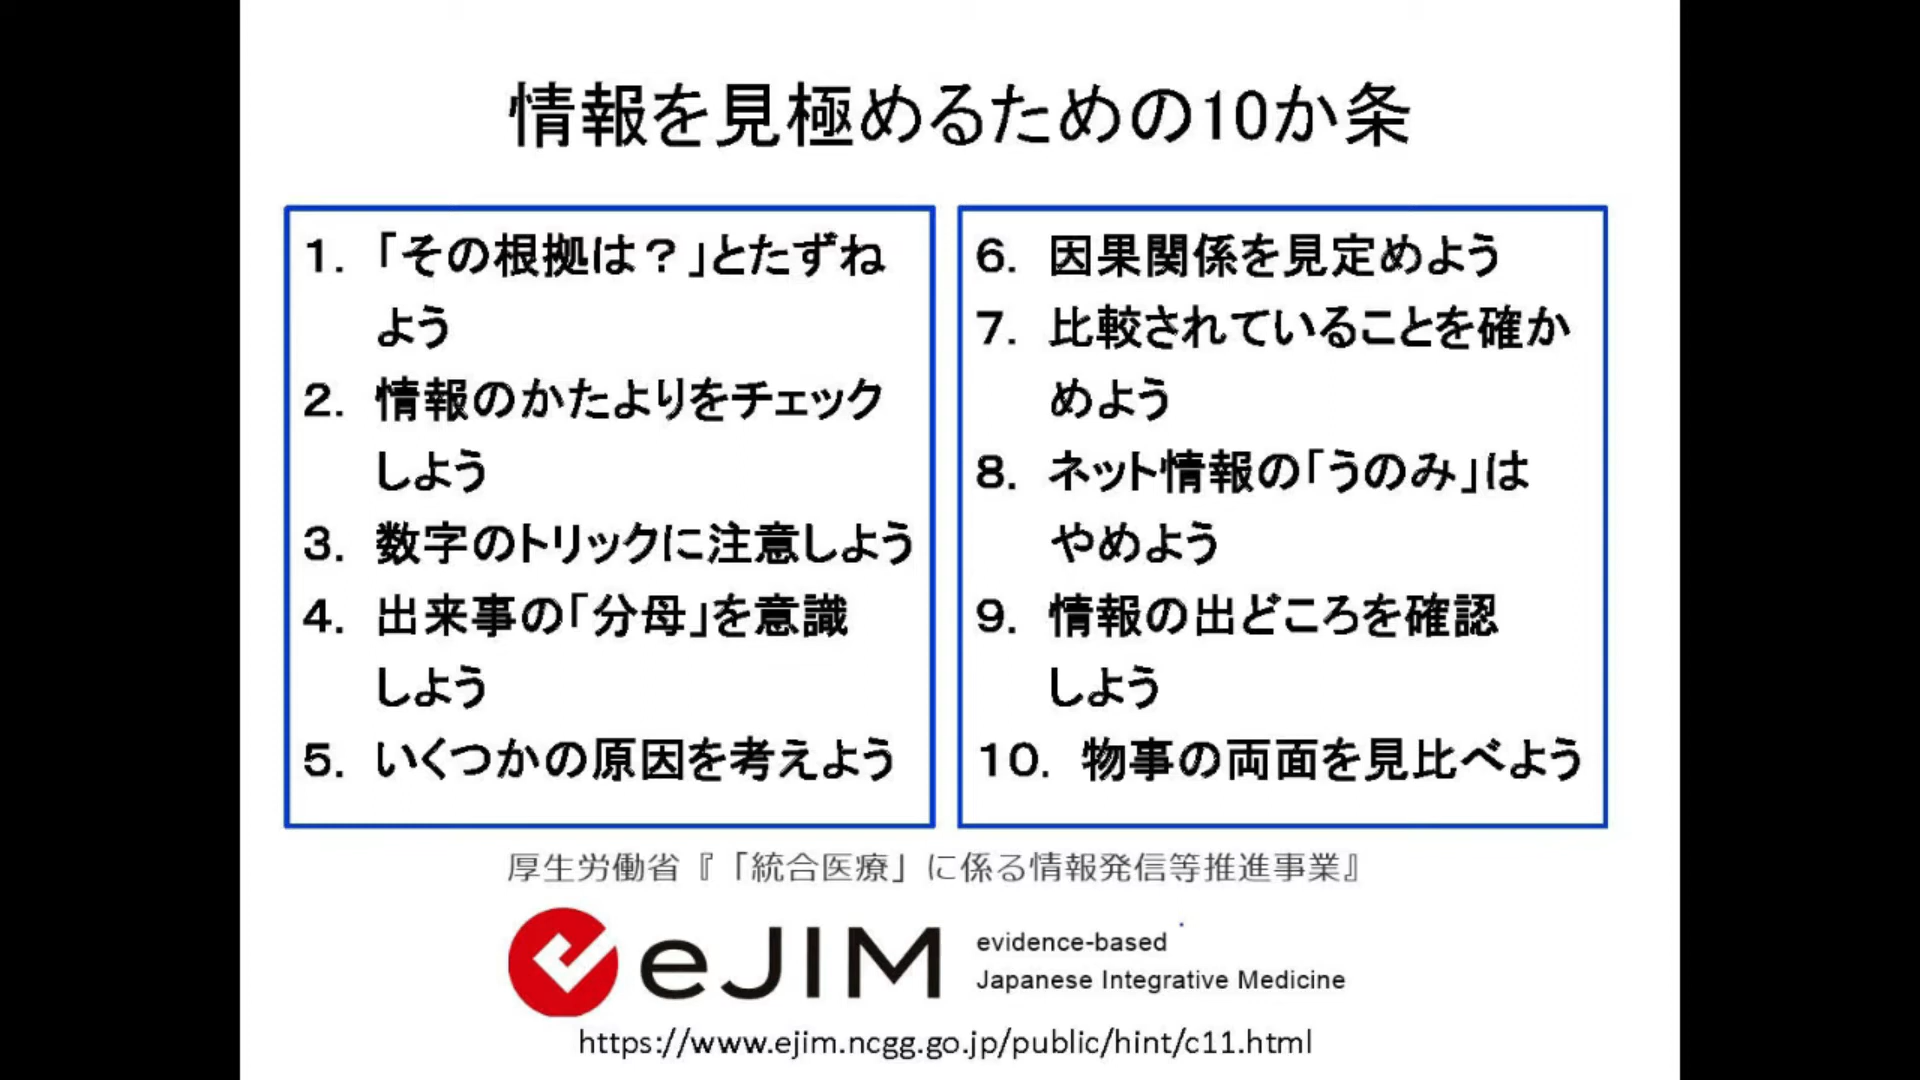 情報を見極めるための10か条
1. 「その根拠は？」とたずね
よう
2. 情報のかたよりをチェック
しよう
3. 数字のトリックに注意しよう
4. 出来事の「分母」を意識
しよう
5. いくつかの原因を考えよう
6. 因果関係を見定めよう
7. 比較されていることを確か
めよう
8. ネット情報の「うのみ」は
やめよう
9. 情報の出どころを確認
しよう
10. 物事の両面を見比べよう
厚生労働省『「統合医療」に係る情報発信等推進事業』
eJIM
evidence-based
Japanese Integrative Medicine
https://www.ejim.ncgg.go.jp/public/hint/c11.html